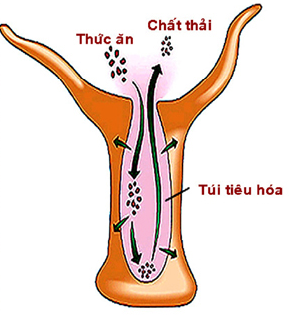 Chất thải
Thức ăn
Túi tiêu hóa